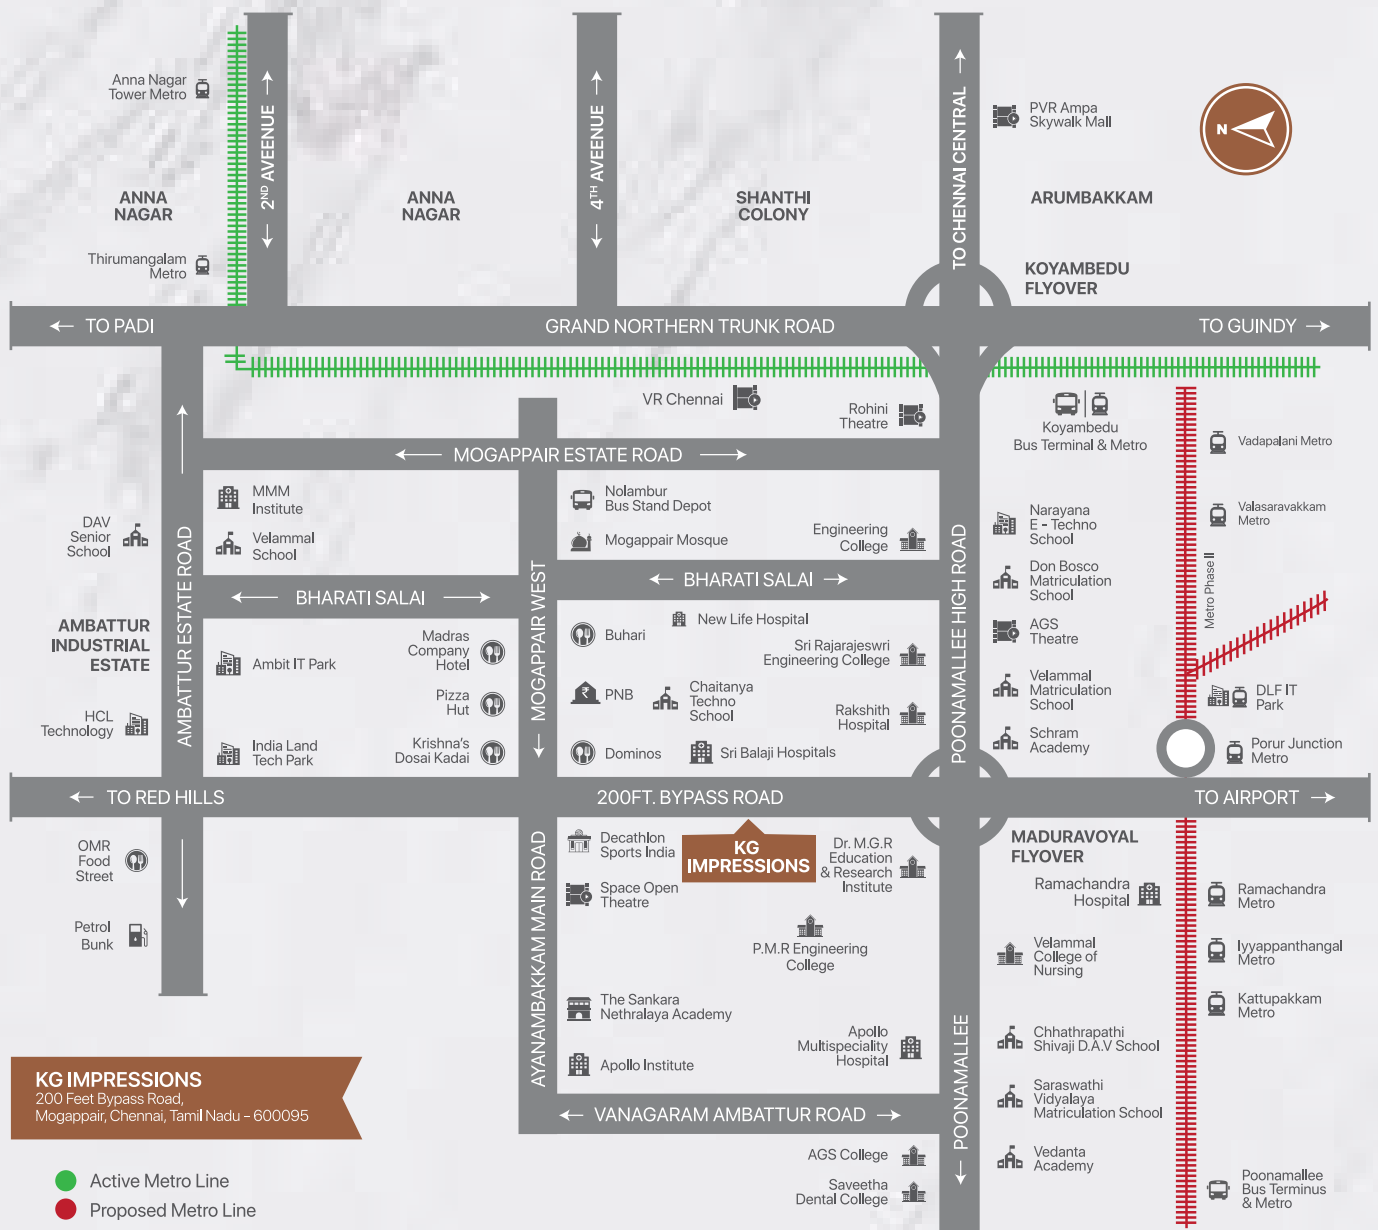 Anna Nagar
Tower Metro
2ND AVEENUE
4TH AVEENUE
TO CHENNAI CENTRAL
PVR Ampa
Skywalk Mall
N
ANNA
NAGAR
ANNA
NAGAR
SHANTHI
COLONY
ARUMBAKKAM
Thirumangalam
Metro
KOYAMBEDU
FLYOVER
← TO PADI
GRAND NORTHERN TRUNK ROAD
TO GUINDY →
VR Chennai
Rohini
Theatre
Koyambedu
Bus Terminal & Metro
Vadapalani Metro
← MOGAPPAIR ESTATE ROAD →
MMM
Institute
Nolambur
Bus Stand Depot
Valasaravakkam
Metro
DAV
Senior
School
Velammal
School
Mogappair Mosque
Engineering
College
Narayana
E - Techno
School
AMBATTUR ESTATE ROAD
MOGAPPAIR WEST
POONAMALLEE HIGH ROAD
Metro Phase II
← BHARATI SALAI →
← BHARATI SALAI →
Don Bosco
Matriculation
School
AMBATTUR
INDUSTRIAL
ESTATE
Madras
Company
Hotel
Buhari
New Life Hospital
AGS
Theatre
Ambit IT Park
Sri Rajarajeswri
Engineering College
Pizza
Hut
PNB
Chaitanya
Techno
School
Rakshith
Hospital
Velammal
Matriculation
School
DLF IT
Park
HCL
Technology
India Land
Tech Park
Krishna's
Dosai Kadai
Dominos
Sri Balaji Hospitals
Schram
Academy
Porur Junction
Metro
← TO RED HILLS
200FT. BYPASS ROAD
TO AIRPORT →
OMR
Food
Street
AYANAMBAKKAM MAIN ROAD
Decathlon
Sports India
KG
IMPRESSIONS
Dr. M.G.R
Education
& Research
Institute
MADURAVOYAL
FLYOVER
Space Open
Theatre
Ramachandra
Hospital
Ramachandra
Metro
Petrol
Bunk
P.M.R Engineering
College
Velammal
College of
Nursing
Iyyappanthangal
Metro
The Sankara
Nethralaya Academy
Kattupakkam
Metro
Apollo Institute
Apollo
Multispeciality
Hospital
POONAMALLEE
Chhathrapathi
Shivaji D.A.V School
KG IMPRESSIONS
200 Feet Bypass Road,
Mogappair, Chennai, Tamil Nadu - 600095
← VANAGARAM AMBATTUR ROAD →
Saraswathi
Vidyalaya
Matriculation School
AGS College
Vedanta
Academy
Saveetha
Dental College
Poonamallee
Bus Terminus
& Metro
Active Metro Line
Proposed Metro Line